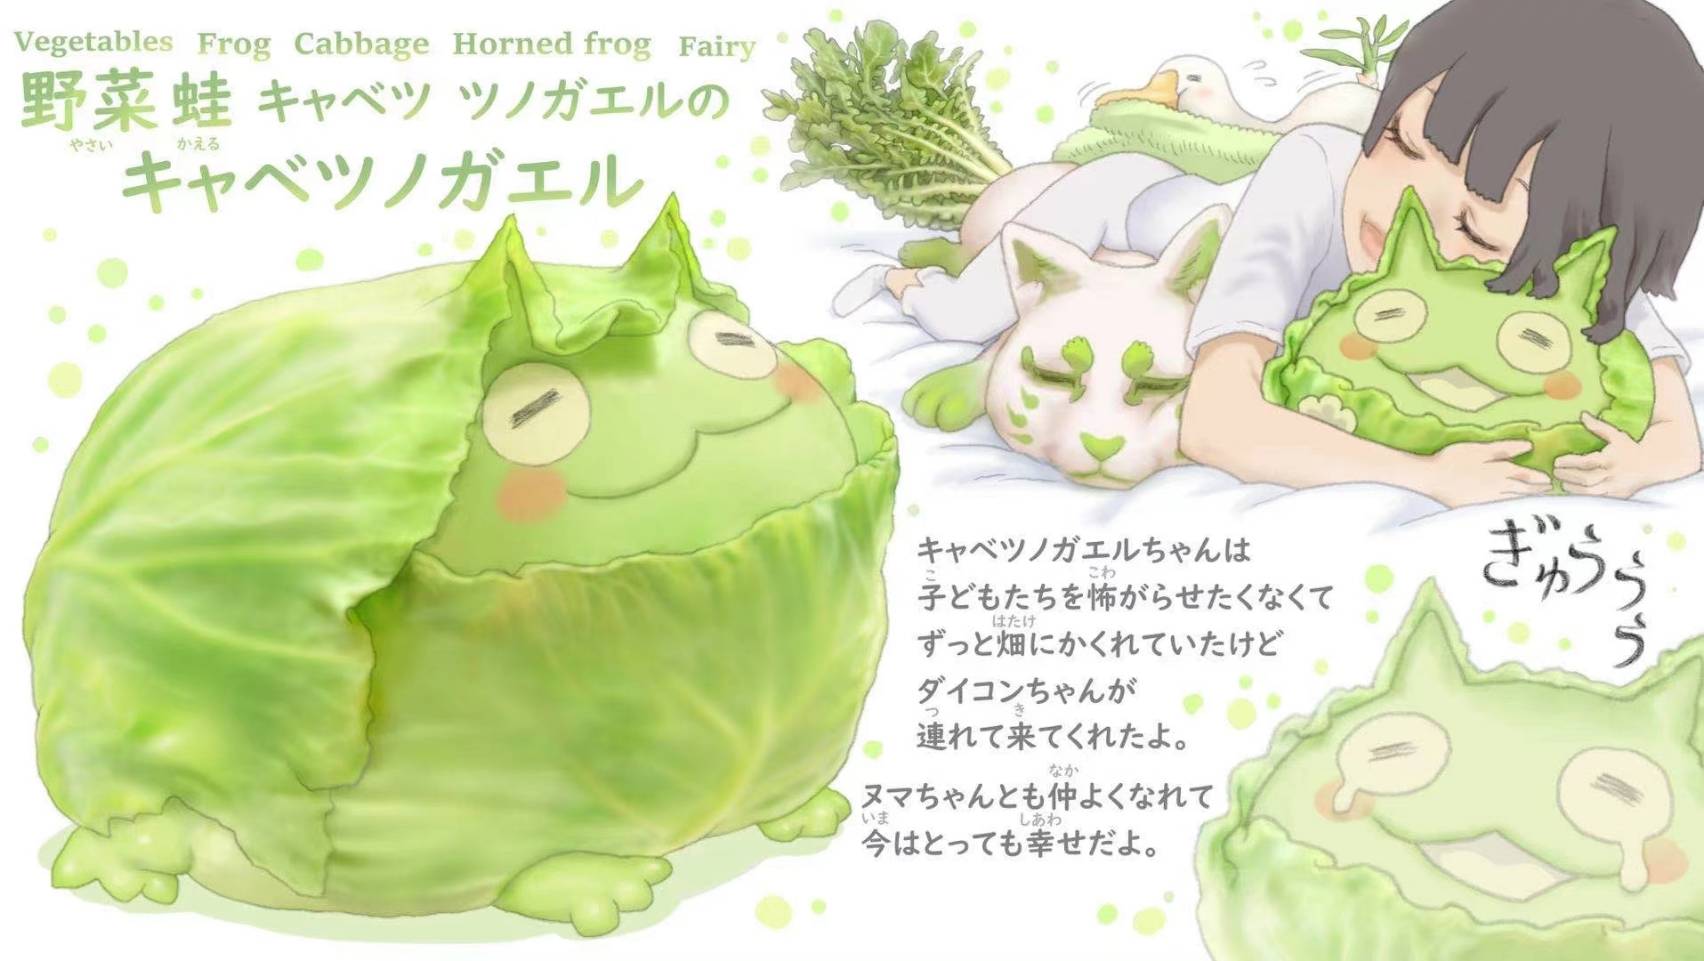 Vegetables Frog Cabbage Horned frog Fairy
野菜 蛙 キャベツ ツノガエルの
やさい かえる
キャベツノガエル
キャベツノガエルちゃんは
こ こわ
子どもたちを怖がらせたくなくて
はたけ
ずっと畑にかくれていたけど
ダイコンちゃんが
つ き
連れて来てくれたよ。
なか
ヌマちゃんとも仲よくなれて
いま しあわ
今はとっても幸せだよ。
ぎゅううう